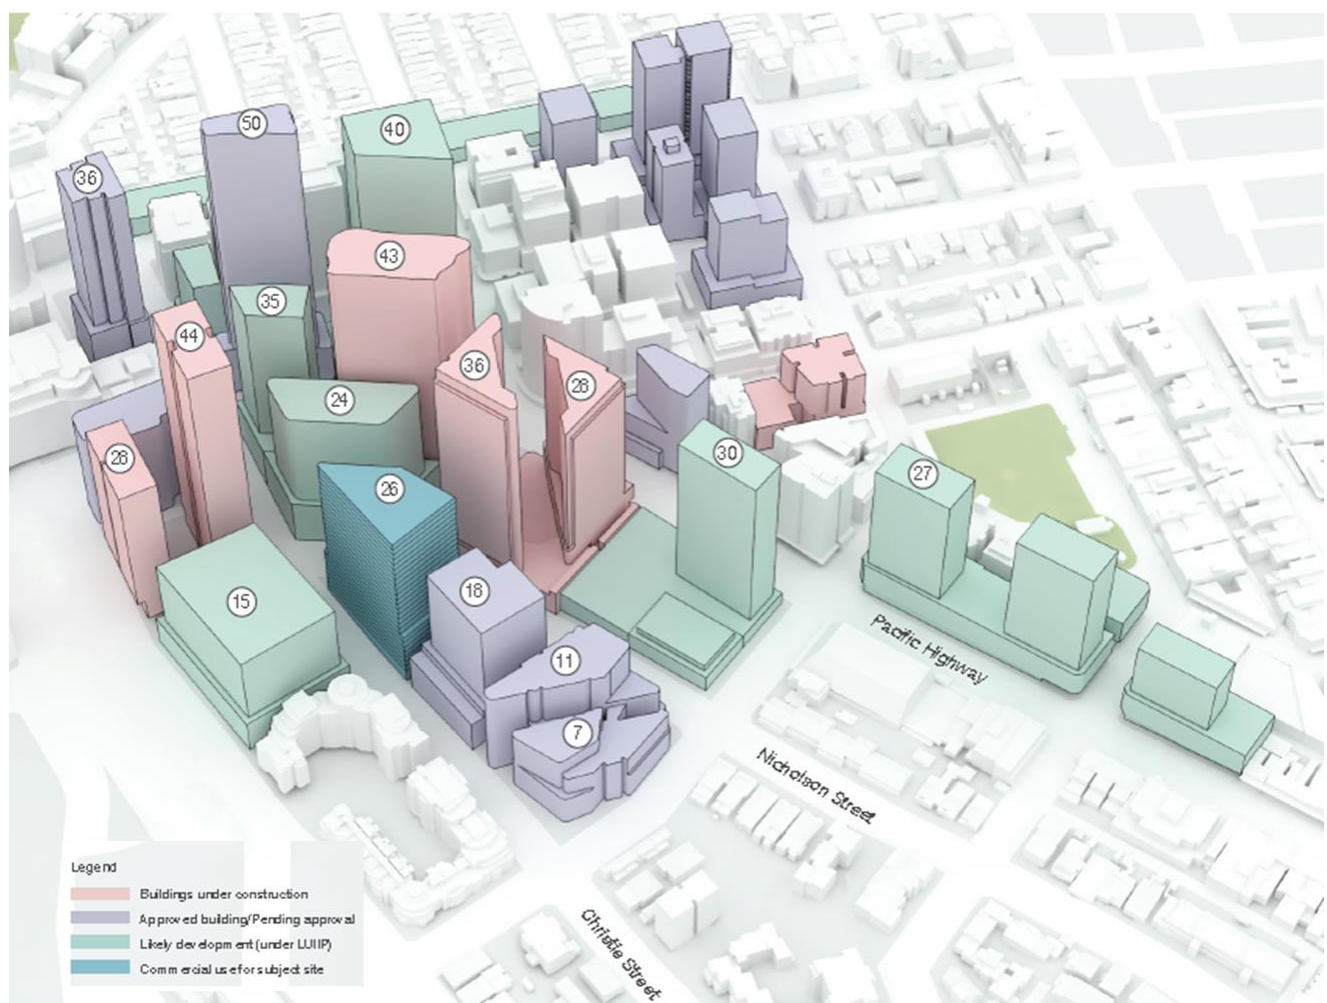 50
40
36
43
35
44
36
28
24
28
30
27
26
15
18
11
7
Pacific Highway
Nicholson Street
Christie Street
Legend
Buildings under construction
Approved building/Pending approval
Likely development (under LUIIP)
Commercial use for subject site